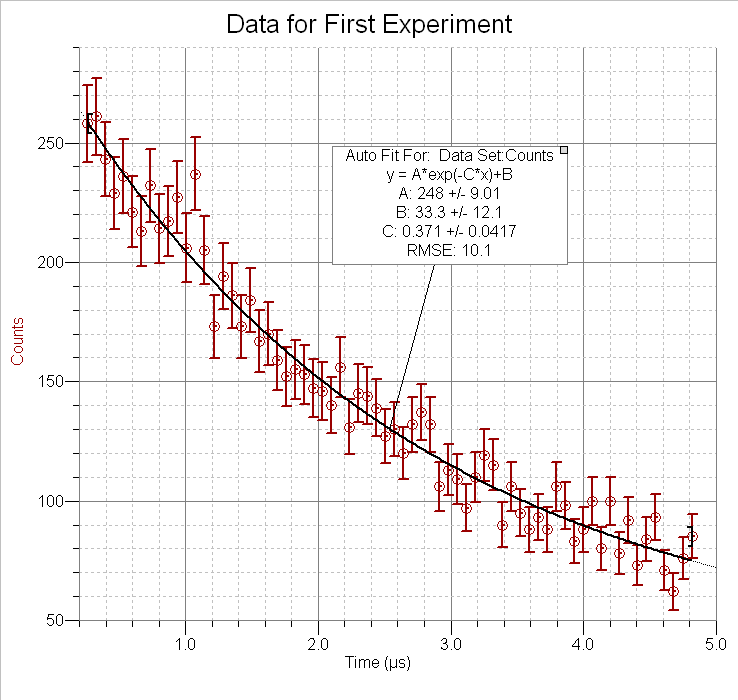 Data for First Experiment
Auto Fit For: Data Set:Counts
y = A*exp(-C*x)+B
A: 248 +/- 9.01
B: 33.3 +/- 12.1
C: 0.371 +/- 0.0417
RMSE: 10.1
250
200
150
100
50
Counts
1.0 2.0 3.0 4.0 5.0
Time (µs)